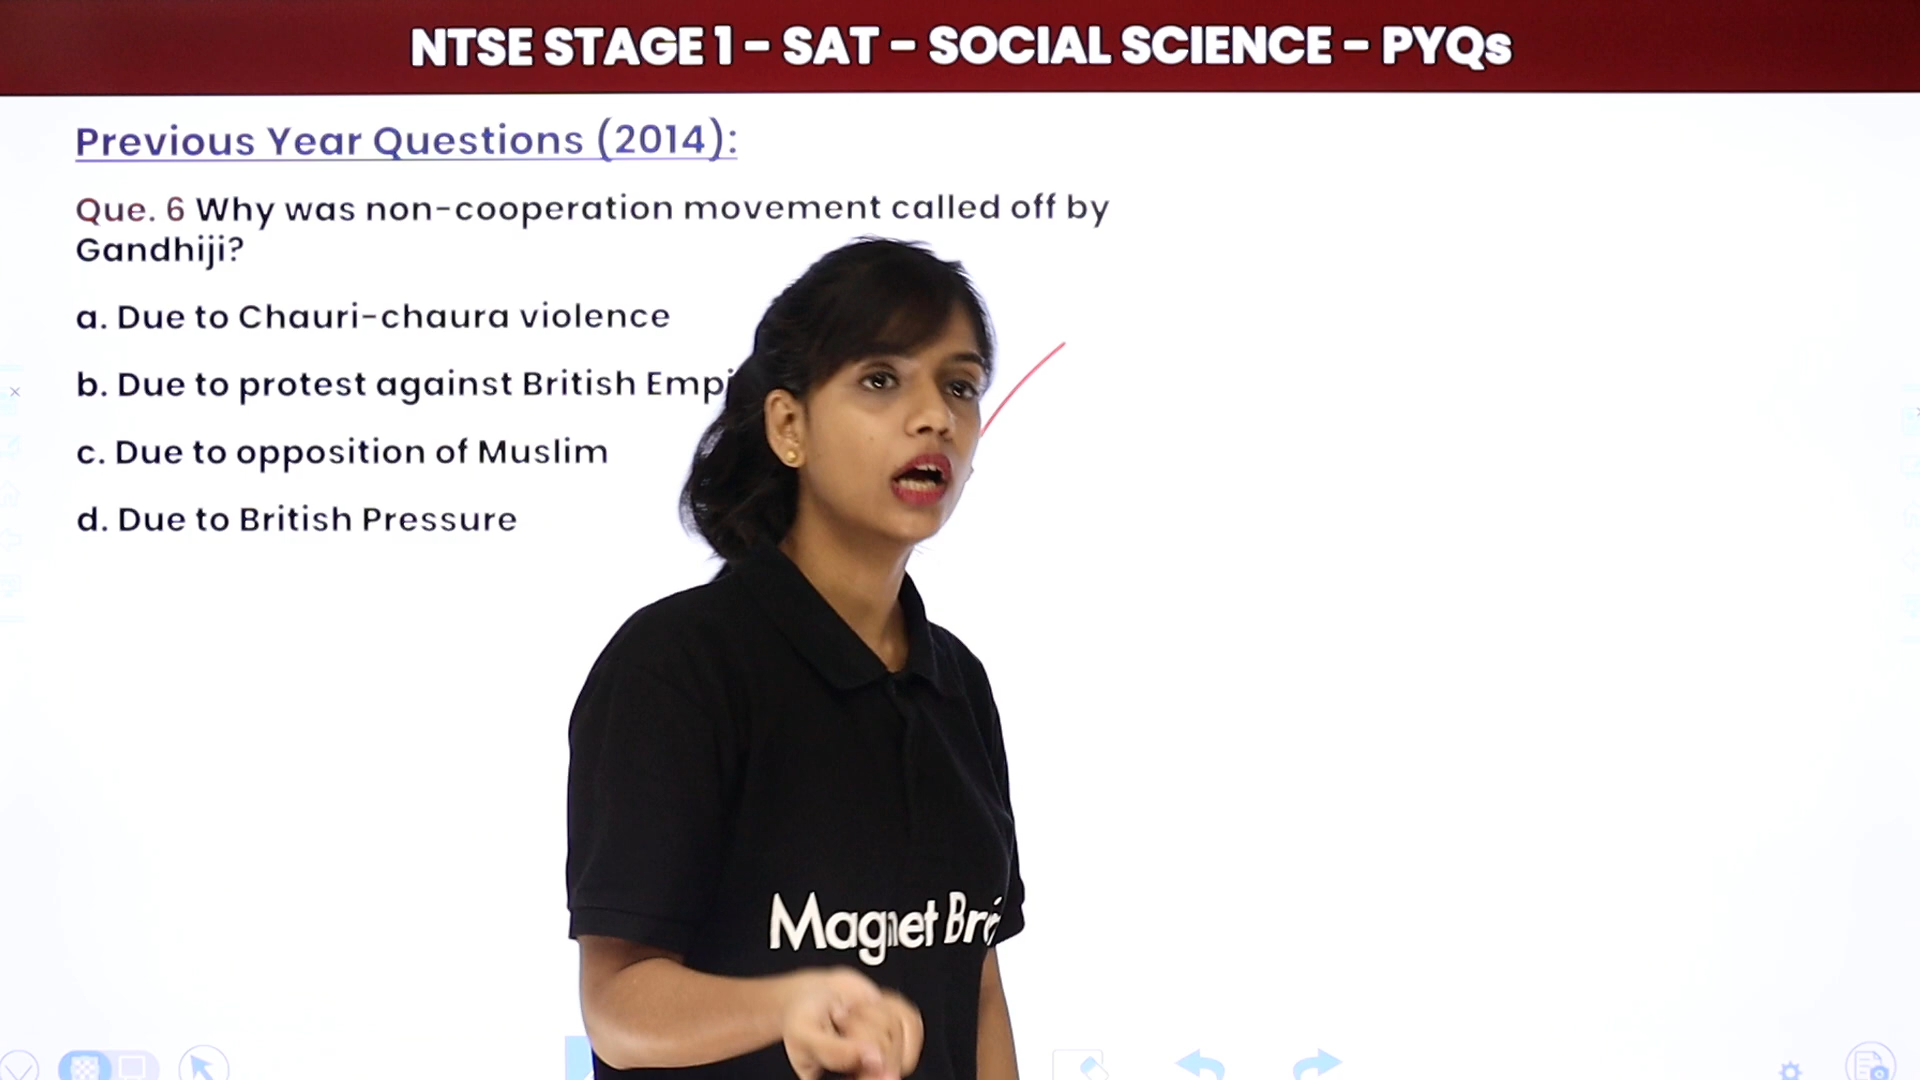 NTSE STAGE 1 – SAT – SOCIAL SCIENCE – PYQs
Previous Year Questions (2014):
Que. 6 Why was non-cooperation movement called off by
Gandhiji?
a. Due to Chauri-chaura violence
b. Due to protest against British
c. Due to opposition of Muslim
d. Due to British Pressure
Magnet